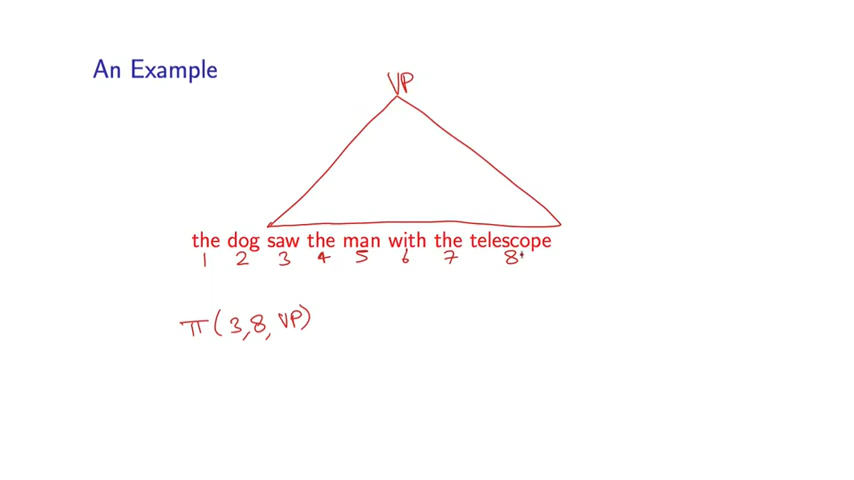 An Example
VP
the dog saw the man with the telescope
1 2 3 4 5 6 7 8
π(3,8, VP)